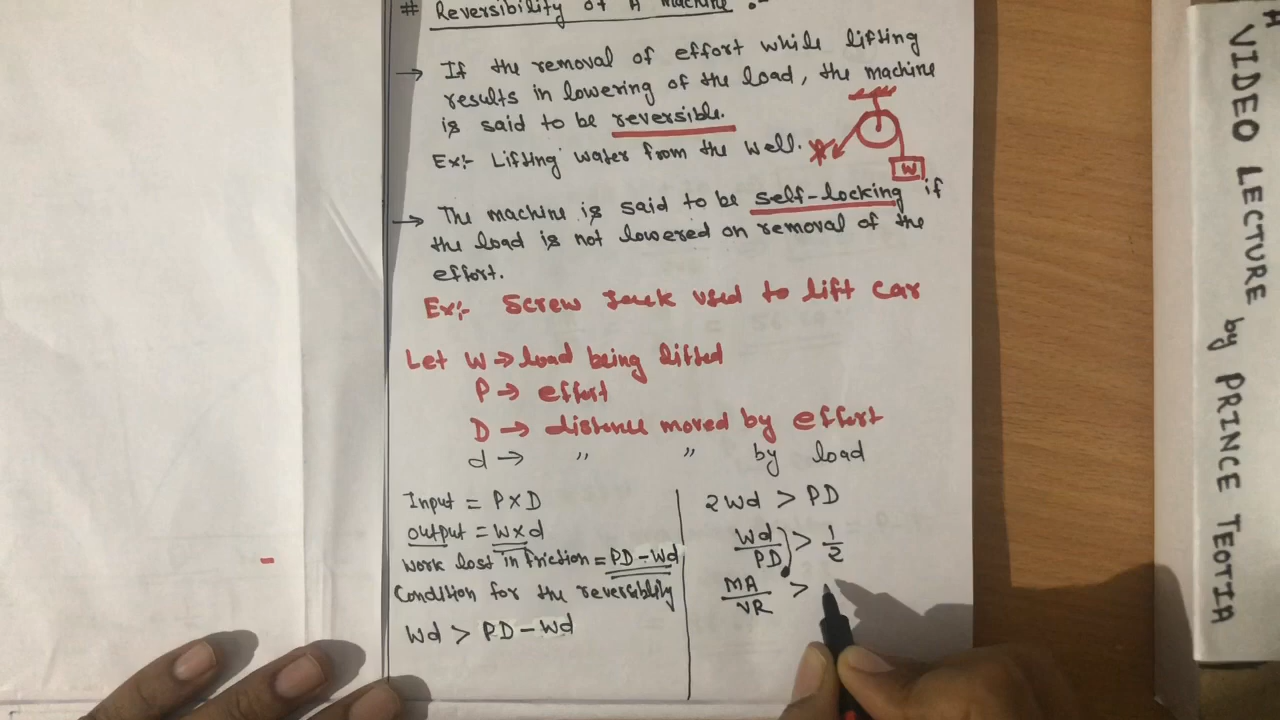 # Reversibility of A machine :-
→ If the removal of effort while lifting
results in lowering of the load, the machine
is said to be reversible.
Ex:- Lifting water from the well.
W
→ The machine is said to be self-locking if
the load is not lowered on removal of the
effort.
Ex:- Screw Jack used to lift car
Let W → load being lifted
P → effort
D → distance moved by effort
d → " " by load
Input = P×D
output = W×d
Work lost in friction = PD - Wd
Condition for the reversiblity
Wd > PD - Wd
2Wd > PD
Wd/PD > 1/2
MA/VR >
A
VIDEO LECTURE by PRINCE TEOTIA